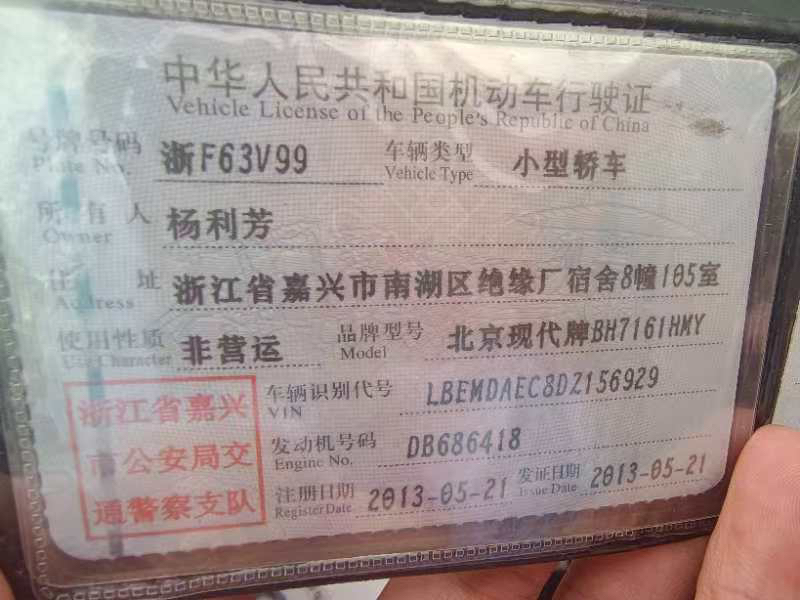 中华人民共和国机动车行驶证
Vehicle License of the People's Republic of China
号牌号码 浙F63V99 车辆类型 小型轿车
Plate No. Vehicle Type
所有人 杨利芳
Owner
住址 浙江省嘉兴市南湖区绝缘厂宿舍8幢105室
Address
使用性质 非营运 品牌型号 北京现代牌BH7161HMY
Use Character Model
浙江省嘉兴
市公安局交
通警察支队
车辆识别代号 LBEMDAEC8DZ156929
VIN
发动机号码 DB686418
Engine No.
注册日期 2013-05-21 发证日期 2013-05-21
Register Date Issue Date